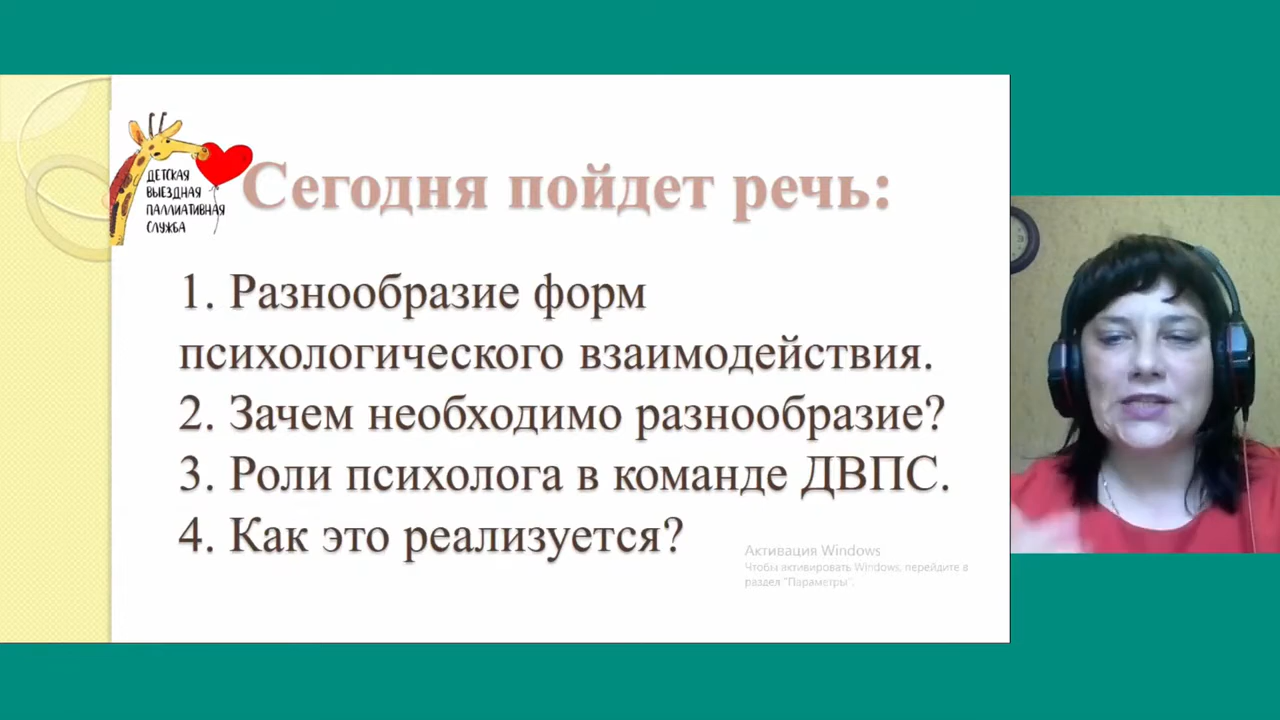 ДЕТСКАЯ
ВЫЕЗДНАЯ
ПАЛЛИАТИВНАЯ
СЛУЖБА
Сегодня пойдет речь:
1. Разнообразие форм
психологического взаимодействия.
2. Зачем необходимо разнообразие?
3. Роли психолога в команде ДВПС.
4. Как это реализуется?
Активация Windows
Чтобы активировать Windows, перейдите в
раздел "Параметры".